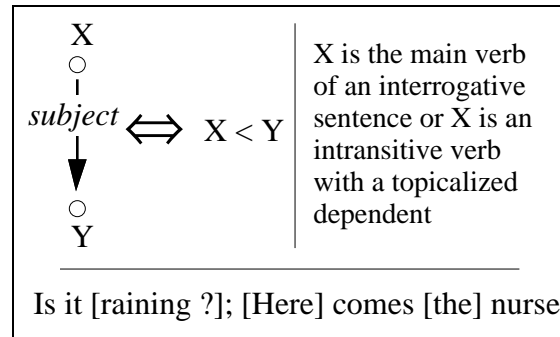 X
subject
X < Y
Y
X is the main verb
of an interrogative
sentence or X is an
intransitive verb
with a topicalized
dependent
Is it [raining ?]; [Here] comes [the] nurse